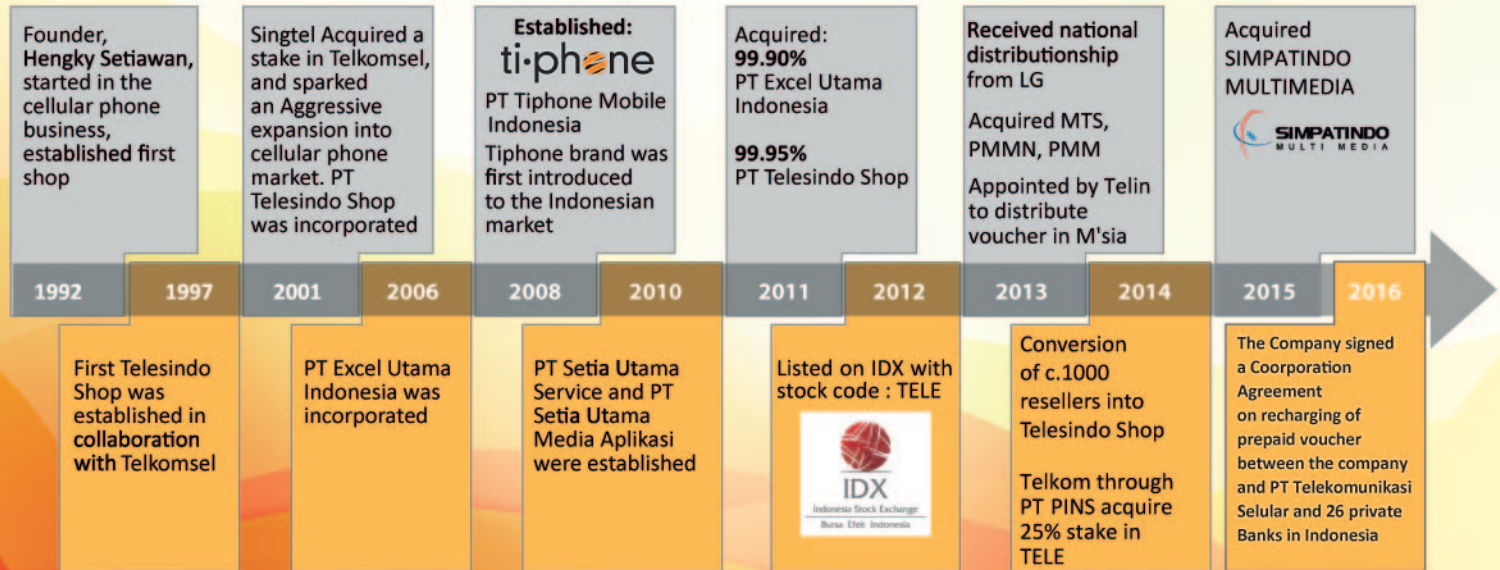 Founder,
Hengky Setiawan,
started in the
cellular phone
business,
established first
shop
Singtel Acquired a
stake in Telkomsel,
and sparked
an Aggressive
expansion into
cellular phone
market. PT
Telesindo Shop
was incorporated
Established:
ti·phone
PT Tiphone Mobile
Indonesia
Tiphone brand was
first introduced
to the Indonesian
market
Acquired:
99.90%
PT Excel Utama
Indonesia
99.95%
PT Telesindo Shop
Received national
distributionship
from LG
Acquired MTS,
PMMN, PMM
Appointed by Telin
to distribute
voucher in M'sia
Acquired
SIMPATINDO
MULTIMEDIA
SIMPATINDO
MULTI MEDIA
1992 1997 2001 2006 2008 2010 2011 2012 2013 2014 2015 2016
First Telesindo
Shop was
established in
collaboration
with Telkomsel
PT Excel Utama
Indonesia was
incorporated
PT Setia Utama
Service and PT
Setia Utama
Media Aplikasi
were established
Listed on IDX with
stock code : TELE
IDX
Indonesia Stock Exchange
Bursa Efek Indonesia
Conversion
of c.1000
resellers into
Telesindo Shop
Telkom through
PT PINS acquire
25% stake in
TELE
The Company signed
a Coorporation
Agreement
on recharging of
prepaid voucher
between the company
and PT Telekomunikasi
Selular and 26 private
Banks in Indonesia